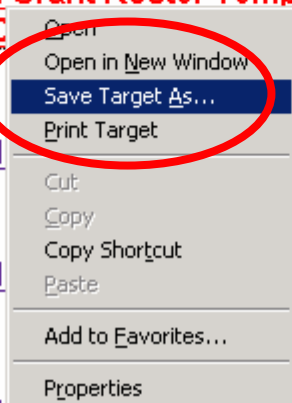 Open
Open in New Window
Save Target As...
Print Target
Cut
Copy
Copy Shortcut
Paste
Add to Favorites...
Properties